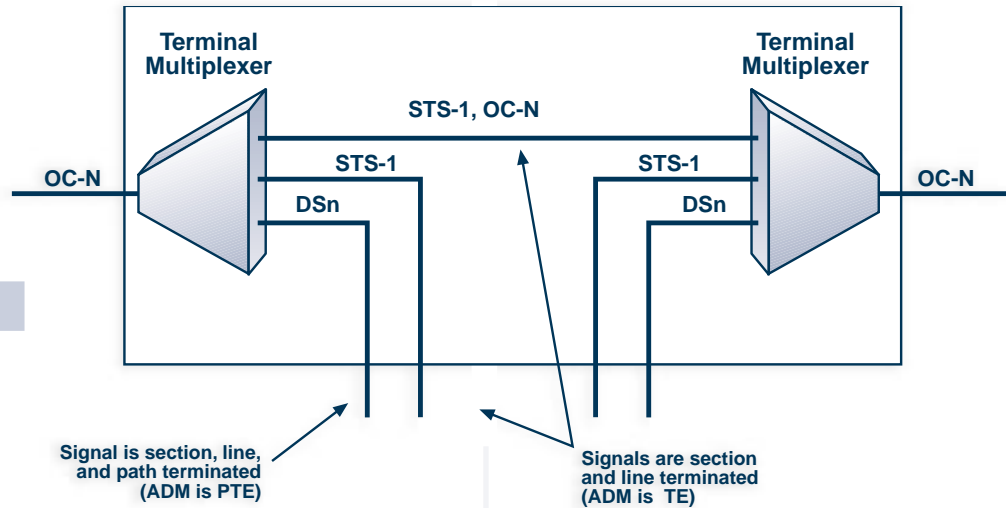 Terminal
Multiplexer
Terminal
Multiplexer
STS-1, OC-N
STS-1
STS-1
OC-N
OC-N
DSn
DSn
Signal is section, line,
and path terminated
(ADM is PTE)
Signals are section
and line terminated
(ADM is TE)